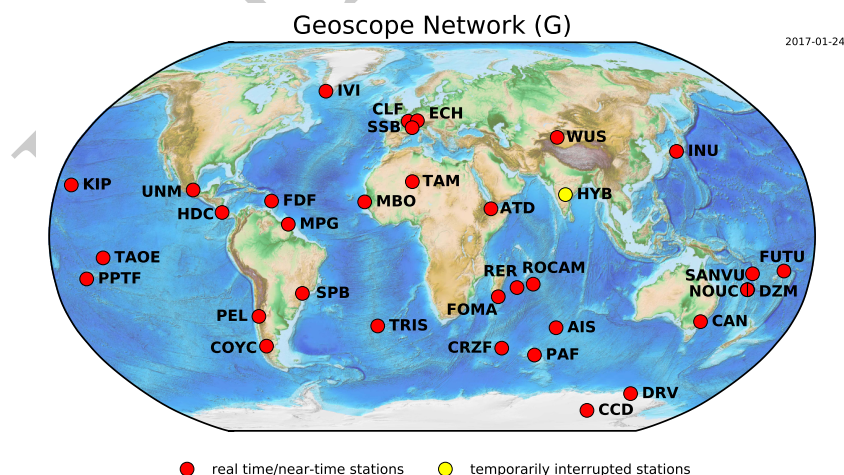 Geoscope Network (G)
2017-01-24
IVI
CLF
ECH
SSB
WUS
INU
KIP
UNM
TAM
HYB
FDF
MBO
ATD
HDC
MPG
TAOE
FUTU
RER
ROCAM
SANVU
PPTF
SPB
NOUC
DZM
FOMA
PEL
TRIS
AIS
CAN
COYC
CRZF
PAF
DRV
CCD
real time/near-time stations
temporarily interrupted stations